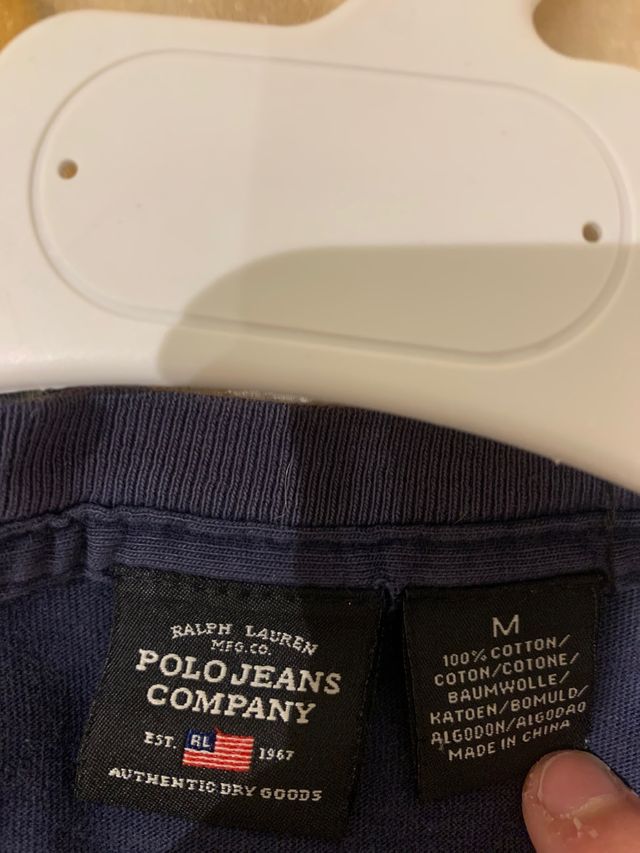 RALPH LAUREN
MFG. CO.
POLO JEANS
COMPANY
EST. RL 1967
AUTHENTIC DRY GOODS
M
100% COTTON/
COTON/COTONE/
BAUMWOLLE/
KATOEN/BOMULD/
ALGODON/ALGODAO
MADE IN CHINA